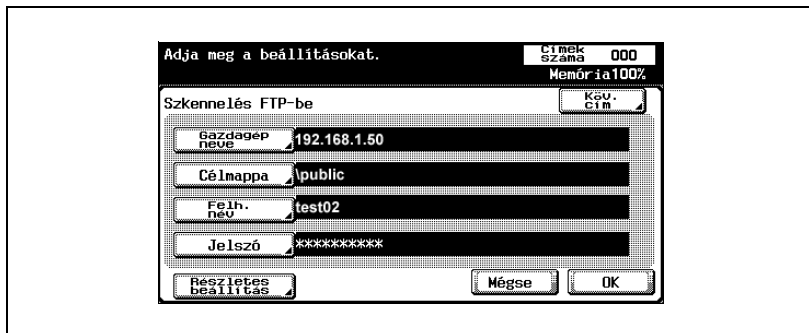 Adja meg a beállításokat.
Címek száma 000
Memória100%
Szkennelés FTP-be
Köv. cím
Gazdagép neve 192.168.1.50
Célmappa \public
Felh. név test02
Jelszó **********
Részletes beállítás
Mégse OK